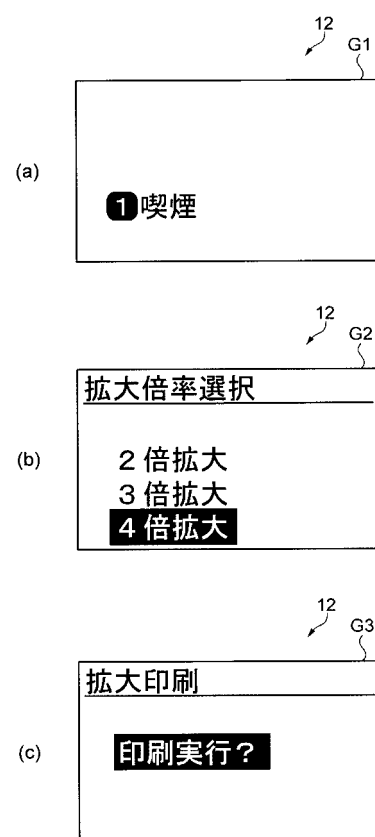 12
G1
(a)
1 喫煙
12
G2
拡大倍率選択
(b)
2倍拡大
3倍拡大
4倍拡大
12
G3
拡大印刷
(c)
印刷実行?